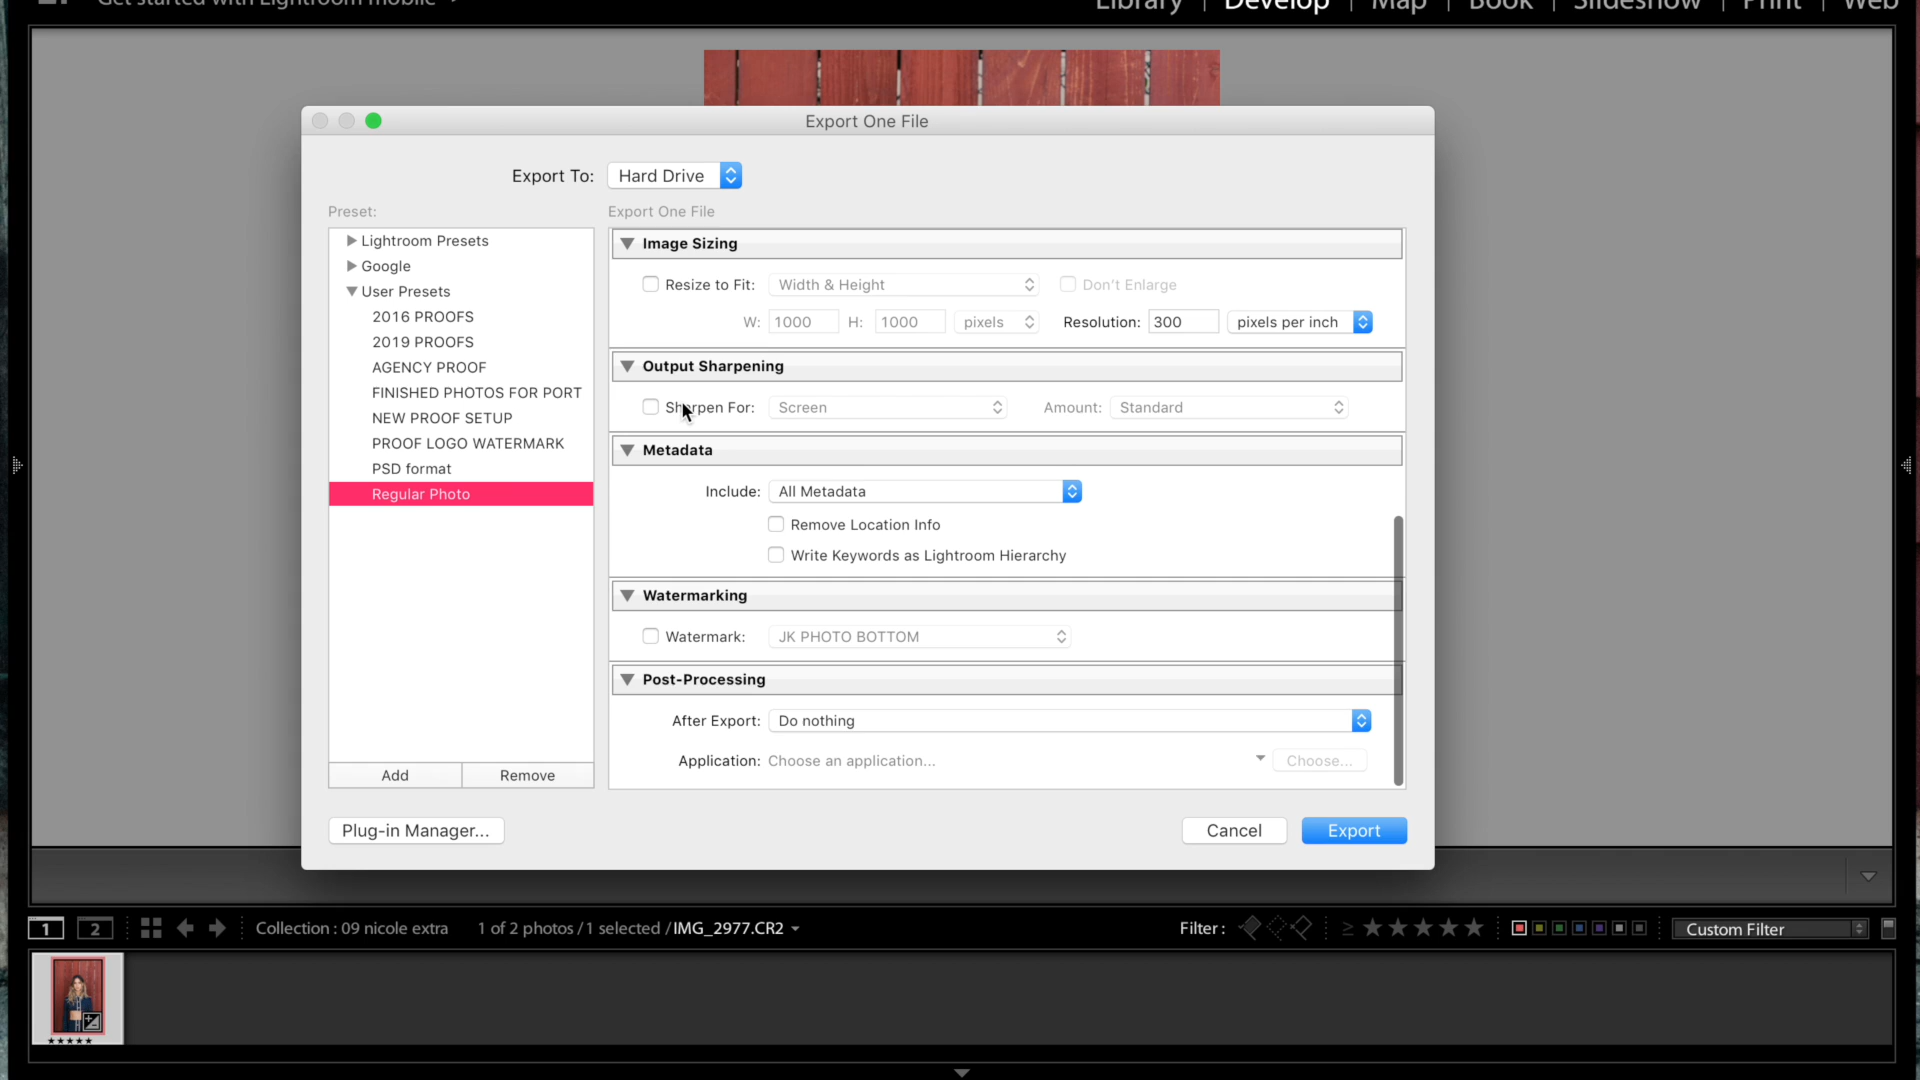 Get started with Lightroom mobile
Library | Develop | Map | Book | Slideshow | Print | Web
Export One File
Export To: Hard Drive
Preset:
Export One File
Lightroom Presets
Google
User Presets
2016 PROOFS
2019 PROOFS
AGENCY PROOF
FINISHED PHOTOS FOR PORT
NEW PROOF SETUP
PROOF LOGO WATERMARK
PSD format
Regular Photo
Add Remove
Image Sizing
Resize to Fit: Width & Height Don't Enlarge
W: 1000 H: 1000 pixels Resolution: 300 pixels per inch
Output Sharpening
Sharpen For: Screen Amount: Standard
Metadata
Include: All Metadata
Remove Location Info
Write Keywords as Lightroom Hierarchy
Watermarking
Watermark: JK PHOTO BOTTOM
Post-Processing
After Export: Do nothing
Application: Choose an application... Choose...
Plug-in Manager... Cancel Export
1 2 Collection : 09 nicole extra 1 of 2 photos / 1 selected / IMG_2977.CR2 Filter : ≥ ★★★★★ Custom Filter
★★★★★